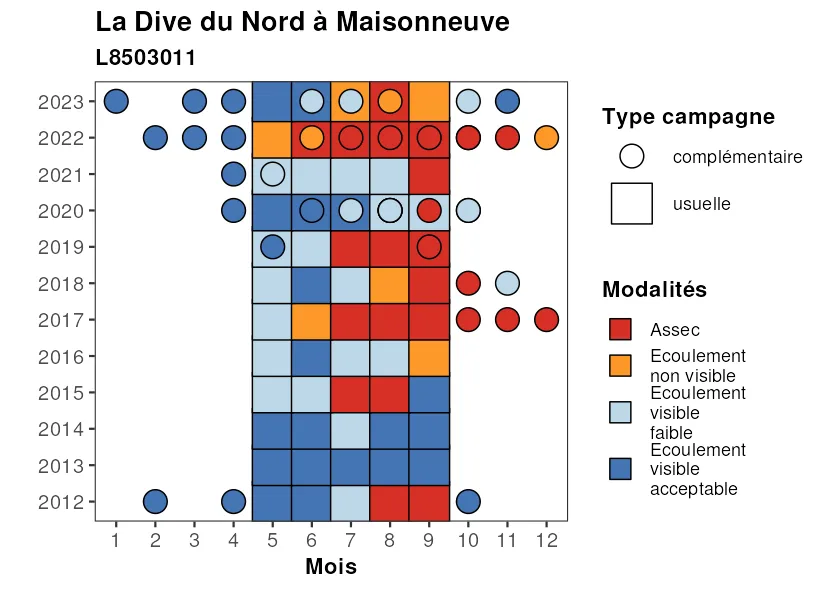 La Dive du Nord à Maisonneuve
L8503011
2023
2022
2021
2020
2019
2018
2017
2016
2015
2014
2013
2012
1 2 3 4 5 6 7 8 9 10 11 12
Mois
Type campagne
complémentaire
usuelle
Modalités
Assec
Ecoulement
non visible
Ecoulement
visible
faible
Ecoulement
visible
acceptable